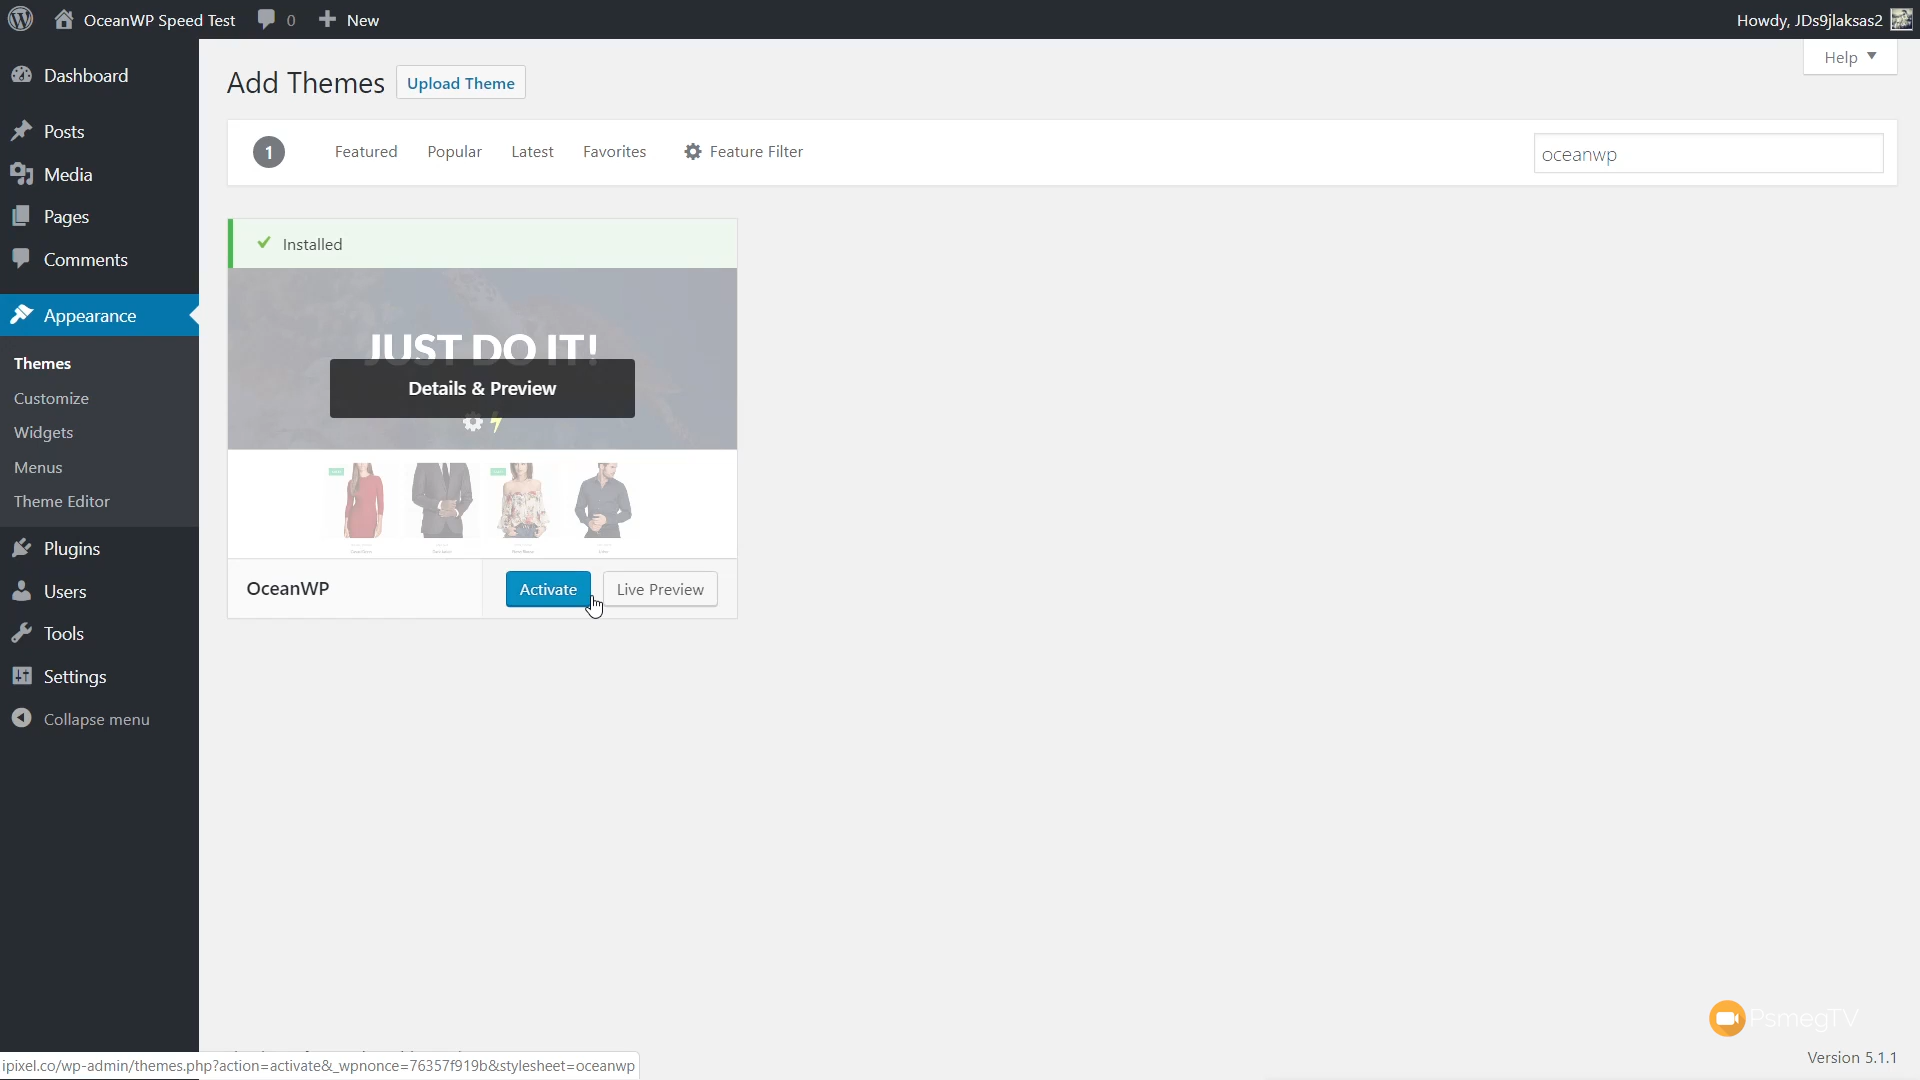 OceanWP Speed Test
0
New
Howdy, JDs9jlaksas2
Help
Dashboard
Posts
Media
Pages
Comments
Appearance
Themes
Customize
Widgets
Menus
Theme Editor
Plugins
Users
Tools
Settings
Collapse menu
Add Themes
Upload Theme
1
Featured
Popular
Latest
Favorites
Feature Filter
oceanwp
Installed
JUST DO IT!
Details & Preview
OceanWP
Activate
Live Preview
PsmegTV
Version 5.1.1
ipixel.co/wp-admin/themes.php?action=activate&_wpnonce=76357f919b&stylesheet=oceanwp